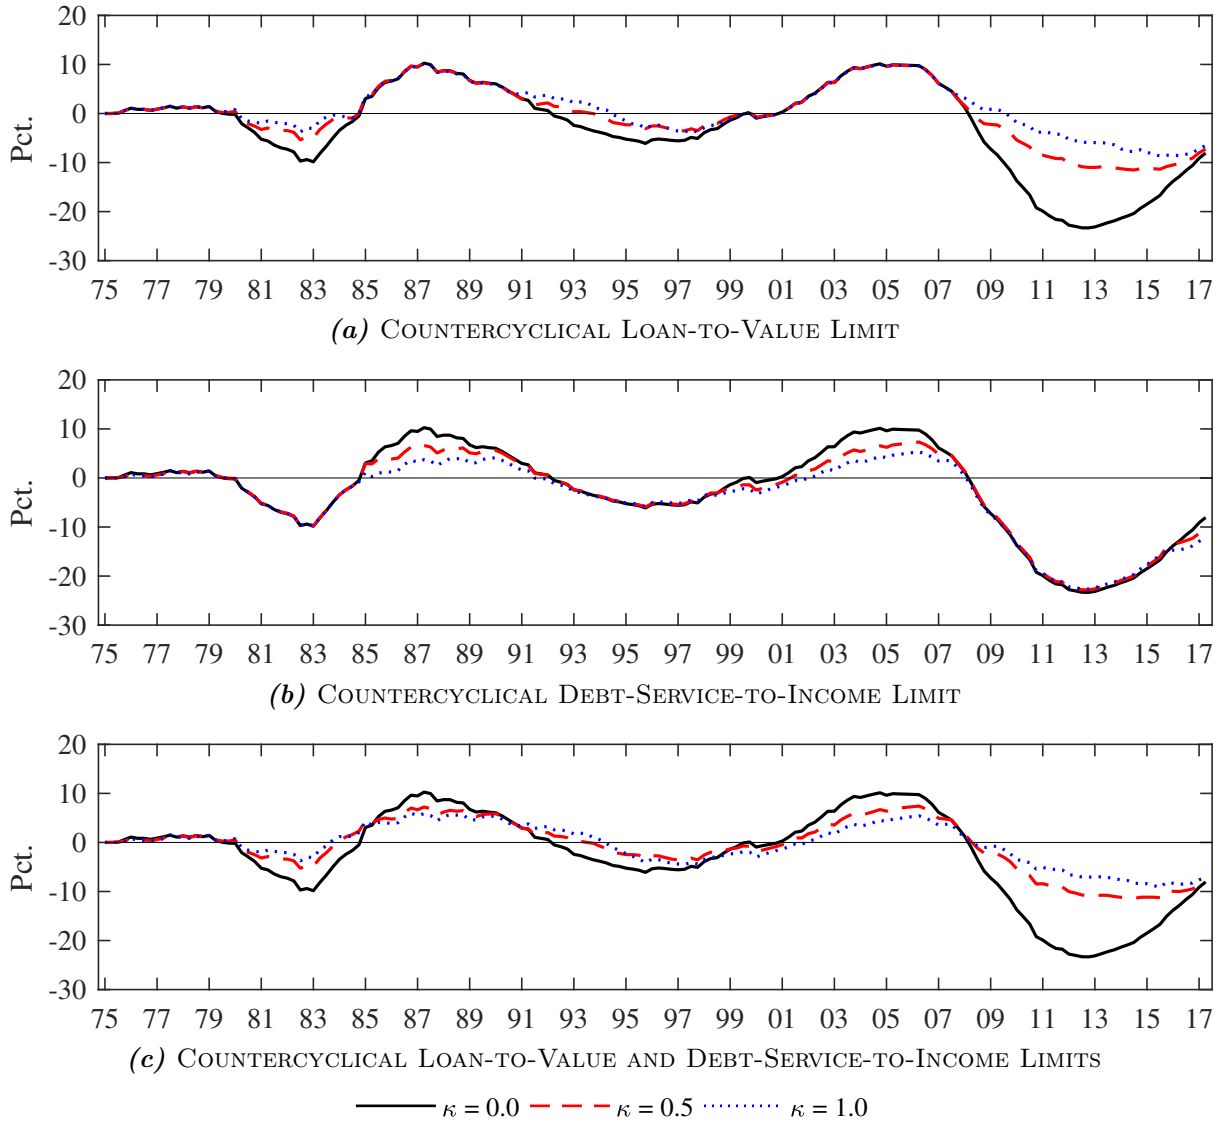 20
10
0
-10
-20
-30
Pct.
75 77 79 81 83 85 87 89 91 93 95 97 99 01 03 05 07 09 11 13 15 17
(a) Countercyclical Loan-to-Value Limit
20
10
0
-10
-20
-30
Pct.
75 77 79 81 83 85 87 89 91 93 95 97 99 01 03 05 07 09 11 13 15 17
(b) Countercyclical Debt-Service-to-Income Limit
20
10
0
-10
-20
-30
Pct.
75 77 79 81 83 85 87 89 91 93 95 97 99 01 03 05 07 09 11 13 15 17
(c) Countercyclical Loan-to-Value and Debt-Service-to-Income Limits
κ = 0.0 κ = 0.5 κ = 1.0